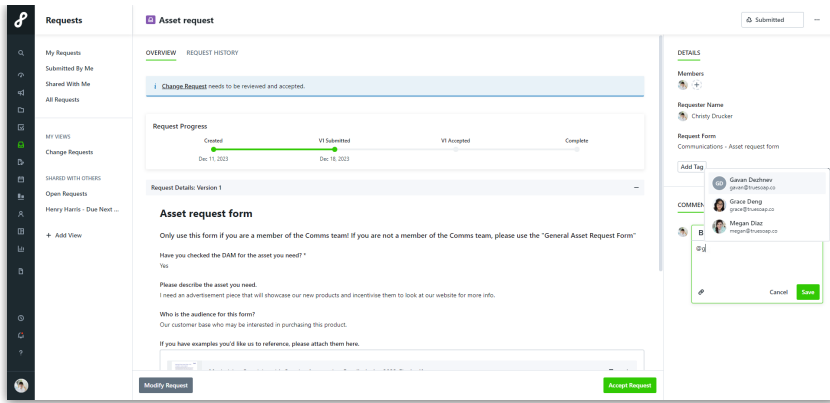 Requests
Asset request
Submitted
My Requests
Submitted By Me
Shared With Me
All Requests
MY VIEWS
Change Requests
SHARED WITH OTHERS
Open Requests
Henry Harris - Due Next ...
+ Add View
OVERVIEW
REQUEST HISTORY
i Change Request needs to be reviewed and accepted.
Request Progress
Created
V1 Submitted
V1 Accepted
Complete
Dec 11, 2023
Dec 18, 2023
Request Details: Version 1
Asset request form
Only use this form if you are a member of the Comms team! If you are not a member of the Comms team, please use the "General Asset Request Form"
Have you checked the DAM for the asset you need? *
Yes
Please describe the asset you need.
I need an advertisement piece that will showcase our new products and incentivise them to look at our website for more info.
Who is the audience for this form?
Our customer base who may be interested in purchasing this product.
If you have examples you'd like us to reference, please attach them here.
Modify Request
Accept Request
DETAILS
Members
Requester Name
Christy Drucker
Request Form
Communications - Asset request form
Add Tag
GD
Gavan Dezhnev
gavan@truesoap.co
Grace Deng
grace@truesoap.co
Megan Diaz
megan@truesoap.co
COMMEN
B
@g
Cancel
Save